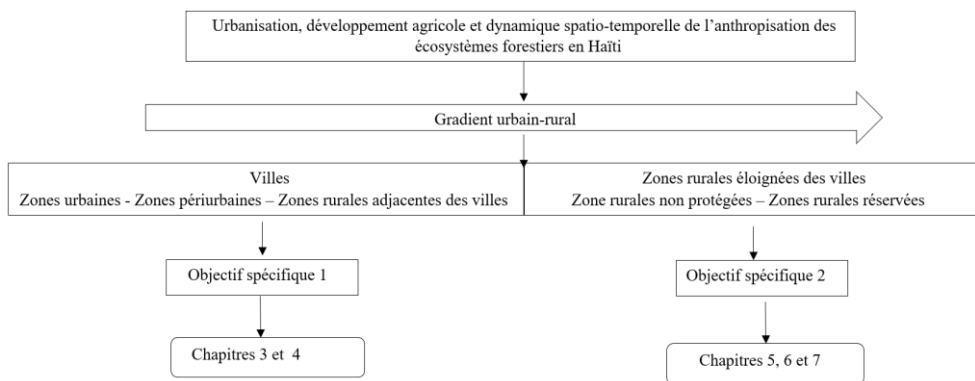 Urbanisation, développement agricole et dynamique spatio-temporelle de l’anthropisation des
écosystèmes forestiers en Haïti
Gradient urbain-rural
Villes
Zones urbaines - Zones périurbaines – Zones rurales adjacentes des villes
Zones rurales éloignées des villes
Zone rurales non protégées – Zones rurales réservées
Objectif spécifique 1
Objectif spécifique 2
Chapitres 3 et 4
Chapitres 5, 6 et 7